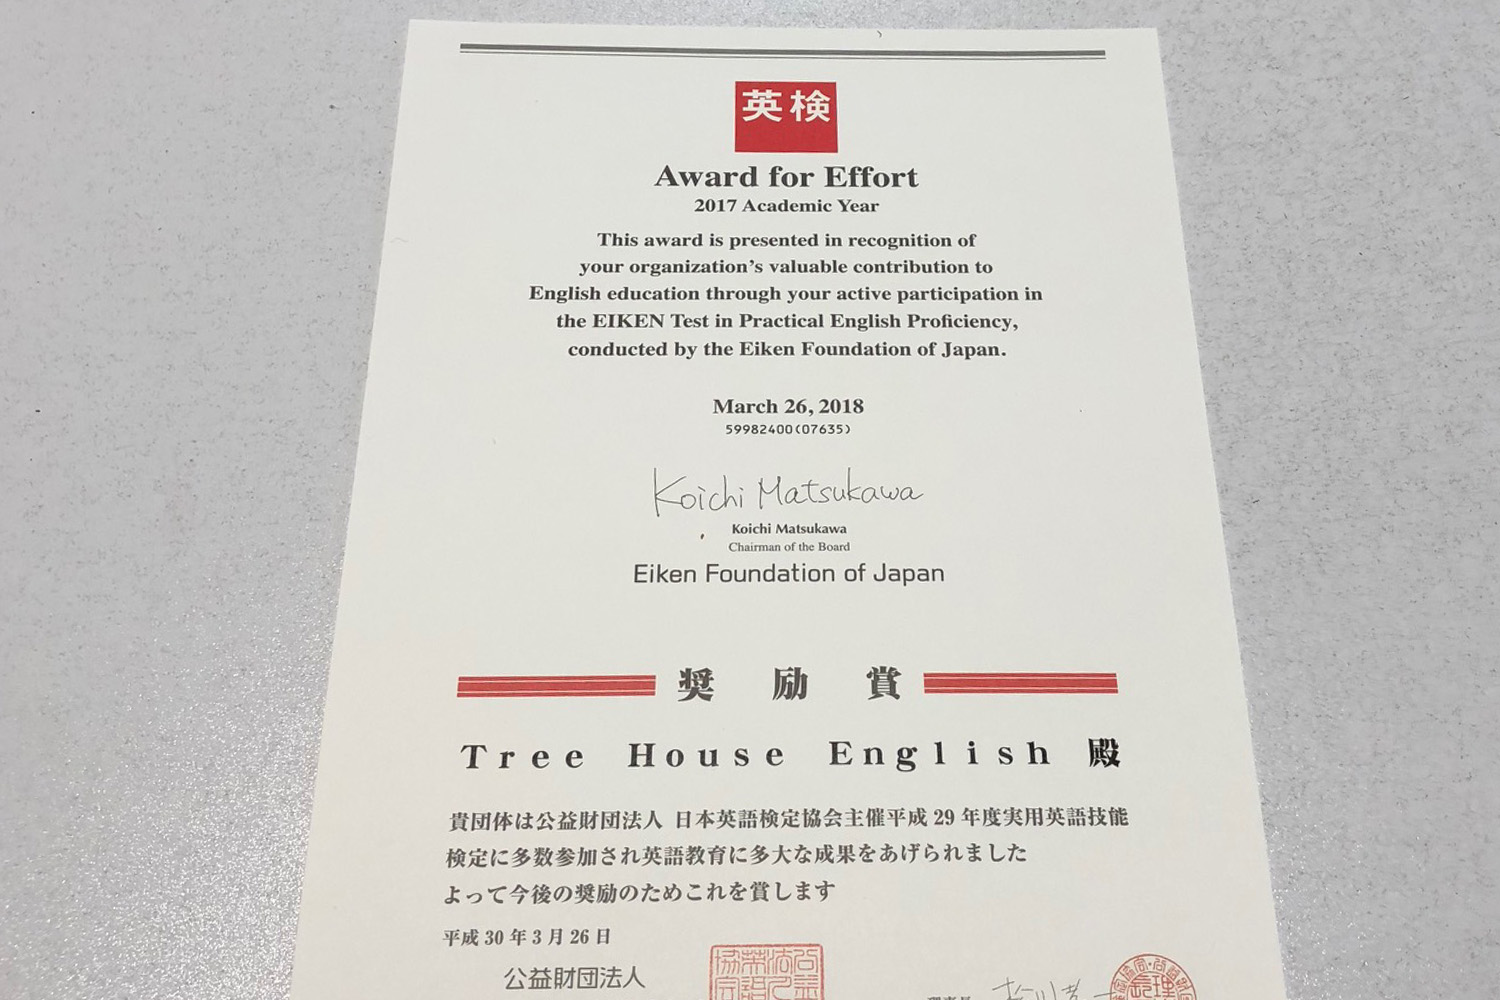 英検
Award for Effort
2017 Academic Year
This award is presented in recognition of
your organization's valuable contribution to
English education through your active participation in
the EIKEN Test in Practical English Proficiency,
conducted by the Eiken Foundation of Japan.
March 26, 2018
59982400(07635)
Koichi Matsukawa
Koichi Matsukawa
Chairman of the Board
Eiken Foundation of Japan
奨励賞
Tree House English 殿
貴団体は公益財団法人 日本英語検定協会主催平成 29 年度実用英語技能
検定に多数参加され英語教育に多大な成果をあげられました
よって今後の奨励のためこれを賞します
平成 30 年 3 月 26 日
公益財団法人